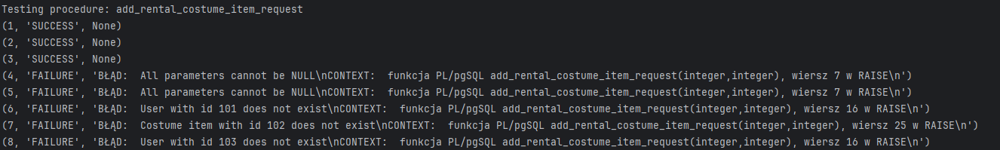 Testing procedure: add_rental_costume_item_request
(1, 'SUCCESS', None)
(2, 'SUCCESS', None)
(3, 'SUCCESS', None)
(4, 'FAILURE', 'BŁĄD:  All parameters cannot be NULL\nCONTEXT:  funkcja PL/pgSQL add_rental_costume_item_request(integer,integer), wiersz 7 w RAISE\n')
(5, 'FAILURE', 'BŁĄD:  All parameters cannot be NULL\nCONTEXT:  funkcja PL/pgSQL add_rental_costume_item_request(integer,integer), wiersz 7 w RAISE\n')
(6, 'FAILURE', 'BŁĄD:  User with id 101 does not exist\nCONTEXT:  funkcja PL/pgSQL add_rental_costume_item_request(integer,integer), wiersz 16 w RAISE\n')
(7, 'FAILURE', 'BŁĄD:  Costume item with id 102 does not exist\nCONTEXT:  funkcja PL/pgSQL add_rental_costume_item_request(integer,integer), wiersz 25 w RAISE\n')
(8, 'FAILURE', 'BŁĄD:  User with id 103 does not exist\nCONTEXT:  funkcja PL/pgSQL add_rental_costume_item_request(integer,integer), wiersz 16 w RAISE\n')